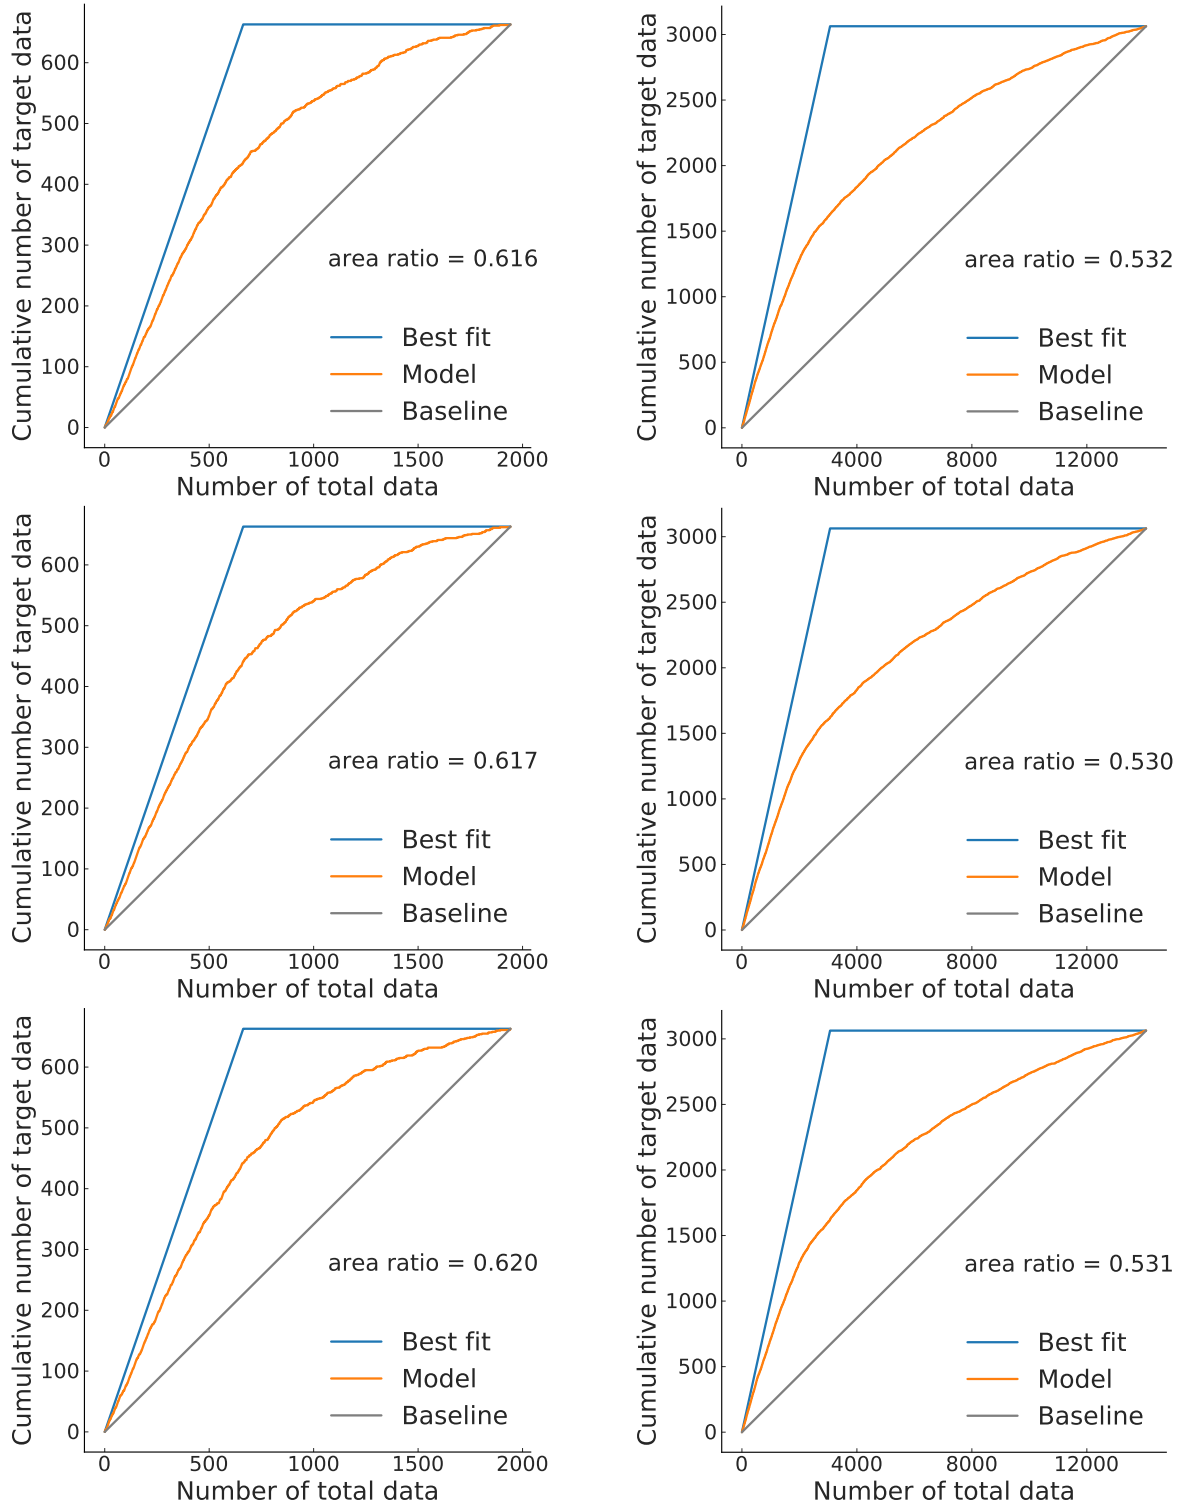 Cumulative number of target data
600
500
400
300
200
100
0
area ratio = 0.616
Best fit
Model
Baseline
0 500 1000 1500 2000
Number of total data
Cumulative number of target data
3000
2500
2000
1500
1000
500
0
area ratio = 0.532
Best fit
Model
Baseline
0 4000 8000 12000
Number of total data
Cumulative number of target data
600
500
400
300
200
100
0
area ratio = 0.617
Best fit
Model
Baseline
0 500 1000 1500 2000
Number of total data
Cumulative number of target data
3000
2500
2000
1500
1000
500
0
area ratio = 0.530
Best fit
Model
Baseline
0 4000 8000 12000
Number of total data
Cumulative number of target data
600
500
400
300
200
100
0
area ratio = 0.620
Best fit
Model
Baseline
0 500 1000 1500 2000
Number of total data
Cumulative number of target data
3000
2500
2000
1500
1000
500
0
area ratio = 0.531
Best fit
Model
Baseline
0 4000 8000 12000
Number of total data